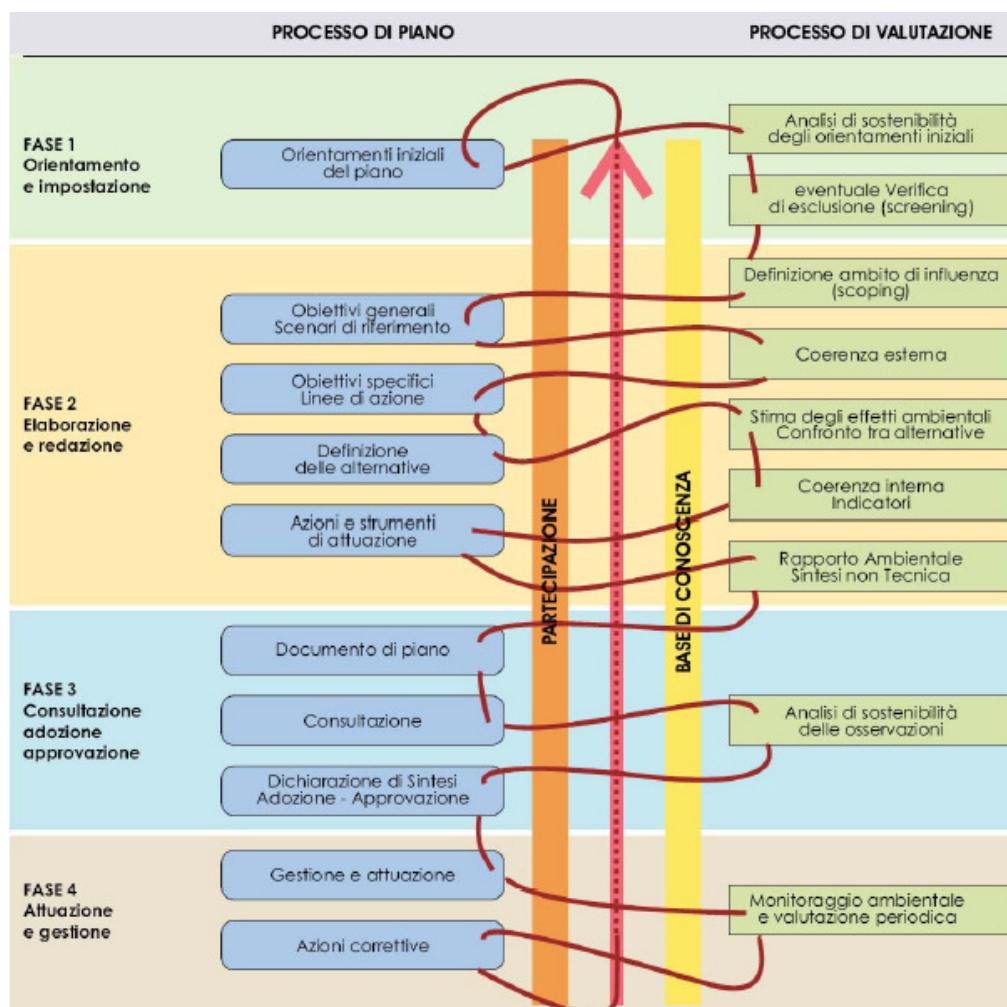 PROCESSO DI PIANO
PROCESSO DI VALUTAZIONE
FASE 1
Orientamento
e impostazione
Orientamenti iniziali
del piano
Analisi di sostenibilità
degli orientamenti iniziali
eventuale Verifica
di esclusione (screening)
FASE 2
Elaborazione
e redazione
Obiettivi generali
Scenari di riferimento
Obiettivi specifici
Linee di azione
Definizione
delle alternative
Azioni e strumenti
di attuazione
Definizione ambito di influenza
(scoping)
Coerenza esterna
Stima degli effetti ambientali
Confronto tra alternative
Coerenza interna
Indicatori
Rapporto Ambientale
Sintesi non Tecnica
PARTECIPAZIONE
BASE DI CONOSCENZA
FASE 3
Consultazione
adozione
approvazione
Documento di piano
Consultazione
Dichiarazione di Sintesi
Adozione - Approvazione
Analisi di sostenibilità
delle osservazioni
FASE 4
Attuazione
e gestione
Gestione e attuazione
Azioni correttive
Monitoraggio ambientale
e valutazione periodica